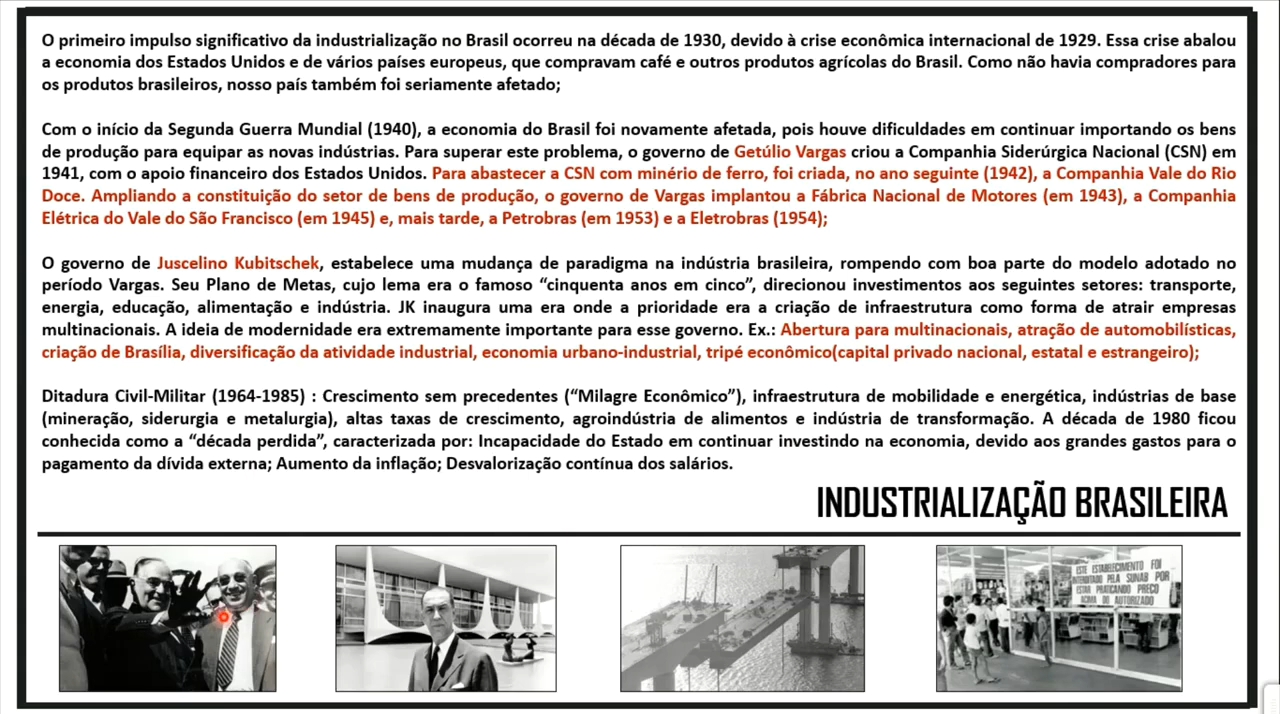 O primeiro impulso significativo da industrialização no Brasil ocorreu na década de 1930, devido à crise econômica internacional de 1929. Essa crise abalou
a economia dos Estados Unidos e de vários países europeus, que compravam café e outros produtos agrícolas do Brasil. Como não havia compradores para
os produtos brasileiros, nosso país também foi seriamente afetado;
Com o início da Segunda Guerra Mundial (1940), a economia do Brasil foi novamente afetada, pois houve dificuldades em continuar importando os bens
de produção para equipar as novas indústrias. Para superar este problema, o governo de Getúlio Vargas criou a Companhia Siderúrgica Nacional (CSN) em
1941, com o apoio financeiro dos Estados Unidos. Para abastecer a CSN com minério de ferro, foi criada, no ano seguinte (1942), a Companhia Vale do Rio
Doce. Ampliando a constituição do setor de bens de produção, o governo de Vargas implantou a Fábrica Nacional de Motores (em 1943), a Companhia
Elétrica do Vale do São Francisco (em 1945) e, mais tarde, a Petrobras (em 1953) e a Eletrobras (1954);
O governo de Juscelino Kubitschek, estabelece uma mudança de paradigma na indústria brasileira, rompendo com boa parte do modelo adotado no
período Vargas. Seu Plano de Metas, cujo lema era o famoso “cinquenta anos em cinco”, direcionou investimentos aos seguintes setores: transporte,
energia, educação, alimentação e indústria. JK inaugura uma era onde a prioridade era a criação de infraestrutura como forma de atrair empresas
multinacionais. A ideia de modernidade era extremamente importante para esse governo. Ex.: Abertura para multinacionais, atração de automobilísticas,
criação de Brasília, diversificação da atividade industrial, economia urbano-industrial, tripé econômico(capital privado nacional, estatal e estrangeiro);
Ditadura Civil-Militar (1964-1985) : Crescimento sem precedentes (“Milagre Econômico”), infraestrutura de mobilidade e energética, indústrias de base
(mineração, siderurgia e metalurgia), altas taxas de crescimento, agroindústria de alimentos e indústria de transformação. A década de 1980 ficou
conhecida como a “década perdida”, caracterizada por: Incapacidade do Estado em continuar investindo na economia, devido aos grandes gastos para o
pagamento da dívida externa; Aumento da inflação; Desvalorização contínua dos salários.
INDUSTRIALIZAÇÃO BRASILEIRA
ESTE ESTABELECIMENTO FOI
INTERDITADO PELA SUNAB POR
ESTAR PRATICANDO PREÇO
ACIMA DO AUTORIZADO